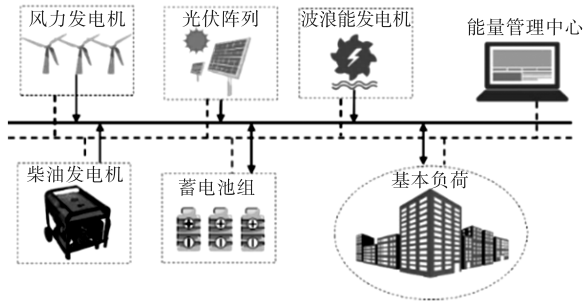 风力发电机
光伏阵列
波浪能发电机
能量管理中心
柴油发电机
蓄电池组
基本负荷